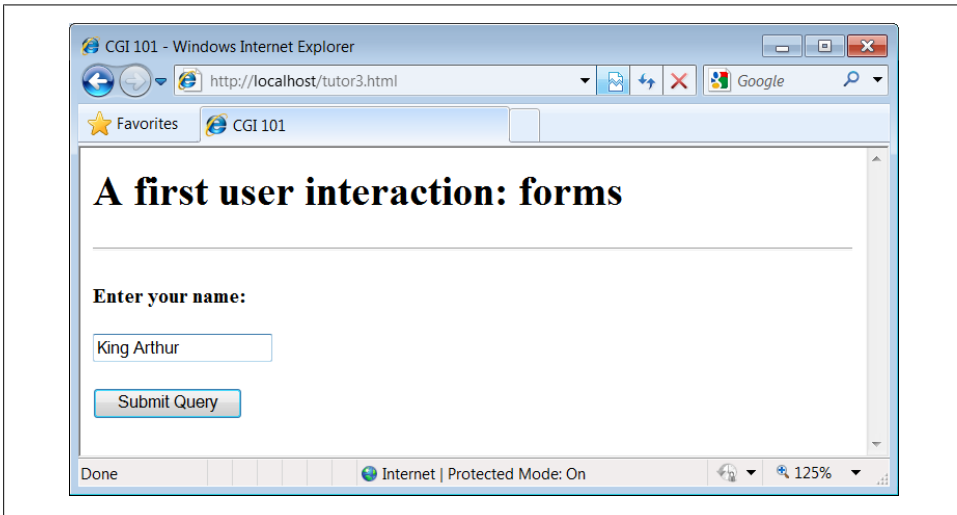 CGI 101 - Windows Internet Explorer
http://localhost/tutor3.html
Google
Favorites
CGI 101
A first user interaction: forms
Enter your name:
King Arthur
Submit Query
Done
Internet | Protected Mode: On
125%